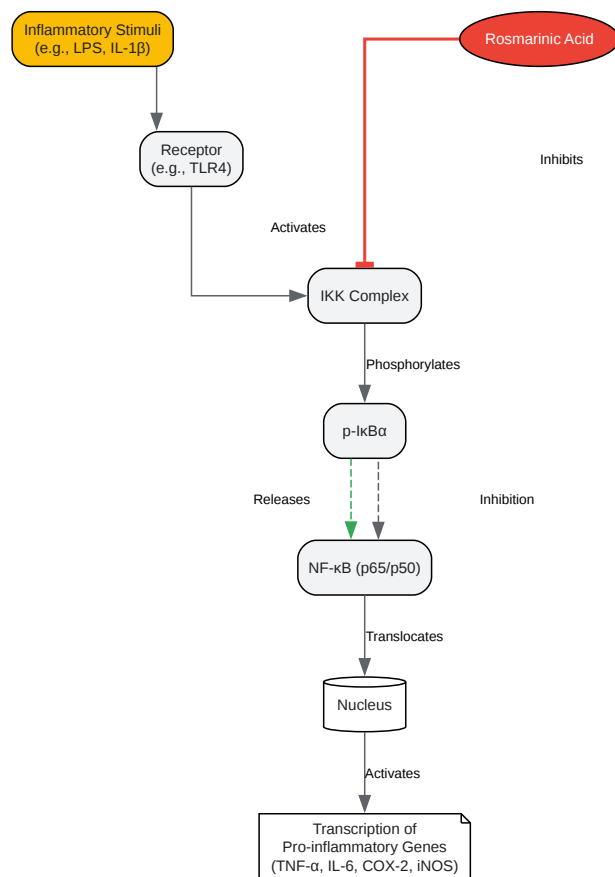 Inflammatory Stimuli
(e.g., LPS, IL-1β)
Rosmarinic Acid
Receptor
(e.g., TLR4)
Inhibits
Activates
IKK Complex
Phosphorylates
p-IκBα
Releases
Inhibition
NF-κB (p65/p50)
Translocates
Nucleus
Activates
Transcription of
Pro-inflammatory Genes
(TNF-α, IL-6, COX-2, iNOS)